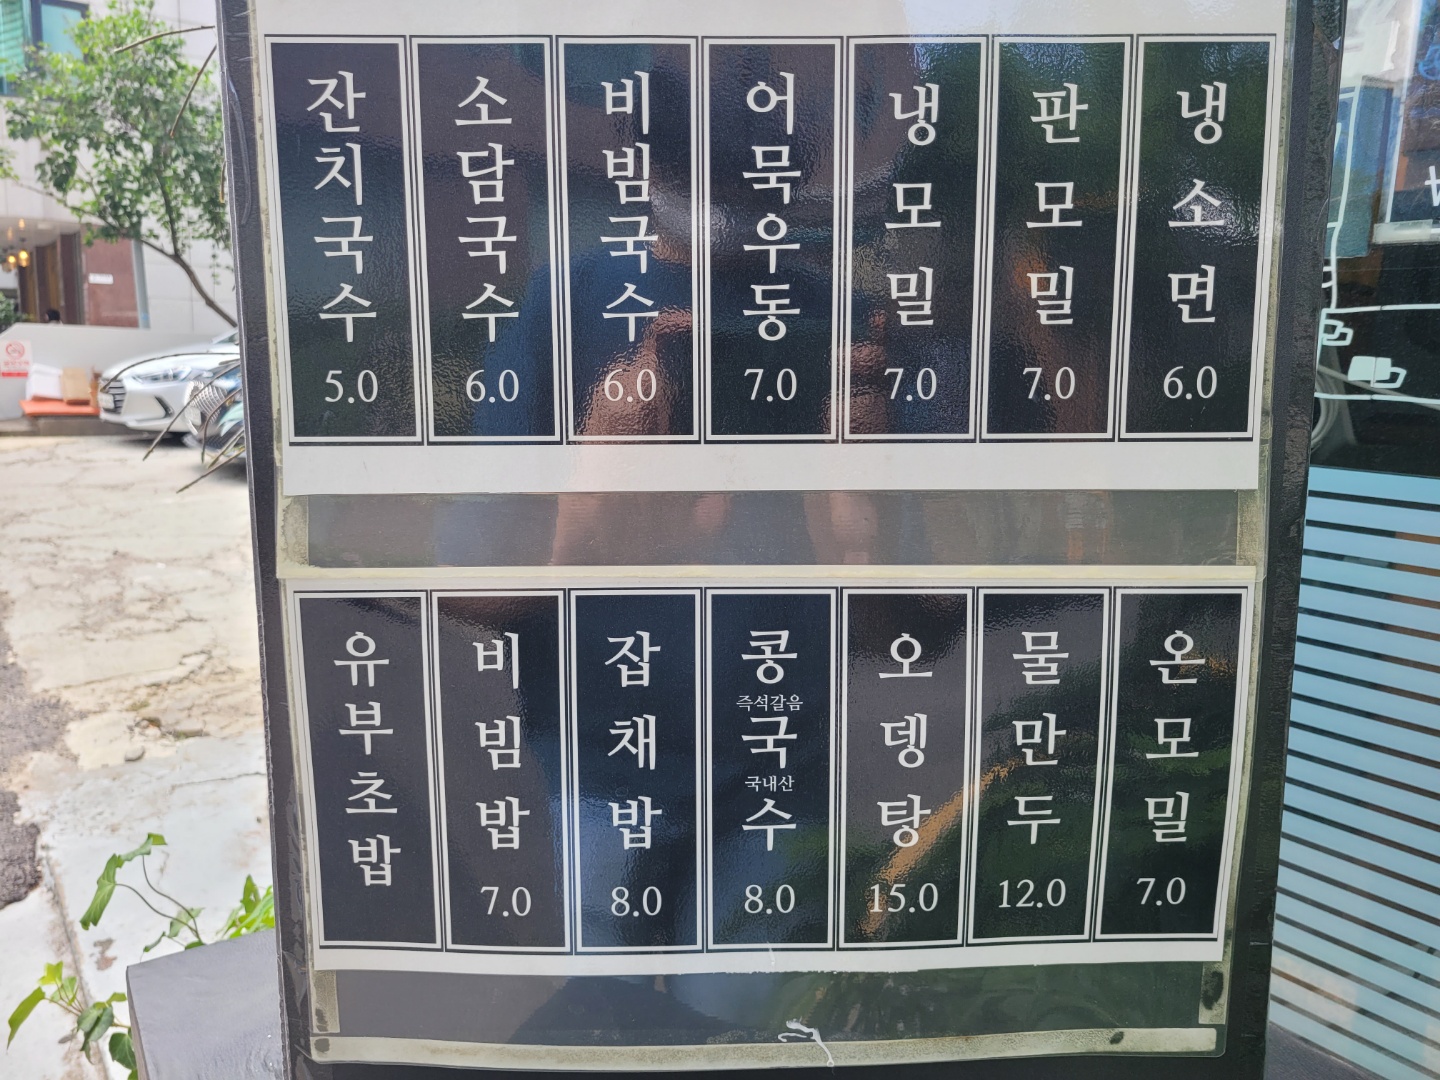 잔치국수 5.0
소담국수 6.0
비빔국수 6.0
어묵우동 7.0
냉모밀 7.0
판모밀 7.0
냉소면 6.0
유부초밥
비빔밥 7.0
잡채밥 8.0
콩국수 8.0
즉석갈음
국내산
오뎅탕 15.0
물만두 12.0
온모밀 7.0